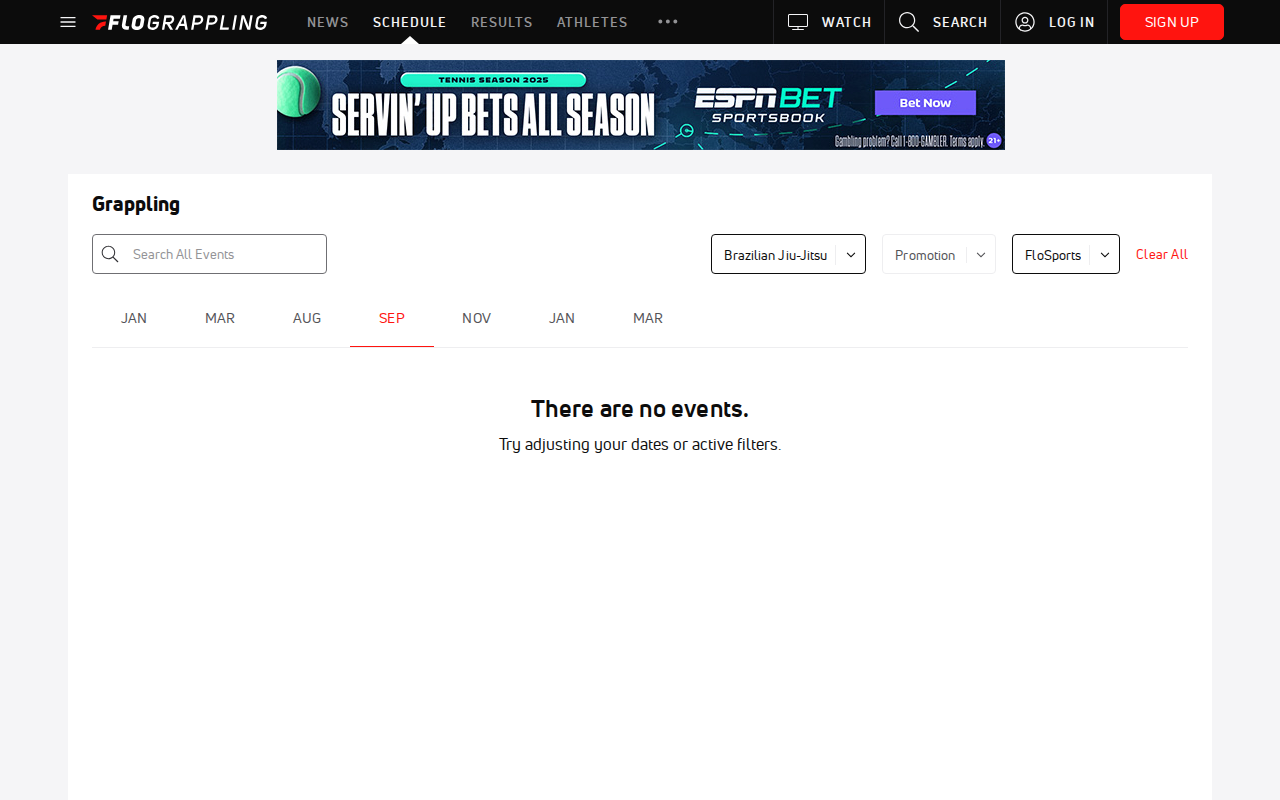 FLOGRAPPLING NEWS SCHEDULE RESULTS ATHLETES ••• WATCH SEARCH LOG IN SIGN UP
TENNIS SEASON 2025
SERVIN' UP BETS ALL SEASON
ESPN BET
SPORTSBOOK
Bet Now
Gambling problem? Call 1-800-GAMBLER. Terms apply. 21+
Grappling
Search All Events
Brazilian Jiu-Jitsu
Promotion
FloSports
Clear All
JAN MAR AUG SEP NOV JAN MAR
There are no events.
Try adjusting your dates or active filters.